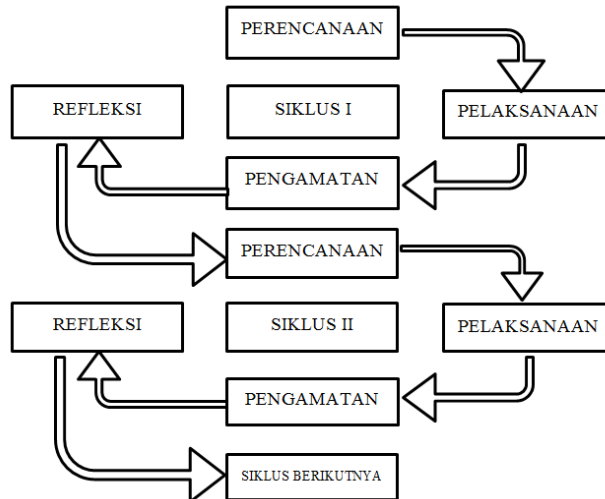 PERENCANAAN
REFLEKSI
SIKLUS I
PELAKSANAAN
PENGAMATAN
PERENCANAAN
REFLEKSI
SIKLUS II
PELAKSANAAN
PENGAMATAN
SIKLUS BERIKUTNYA